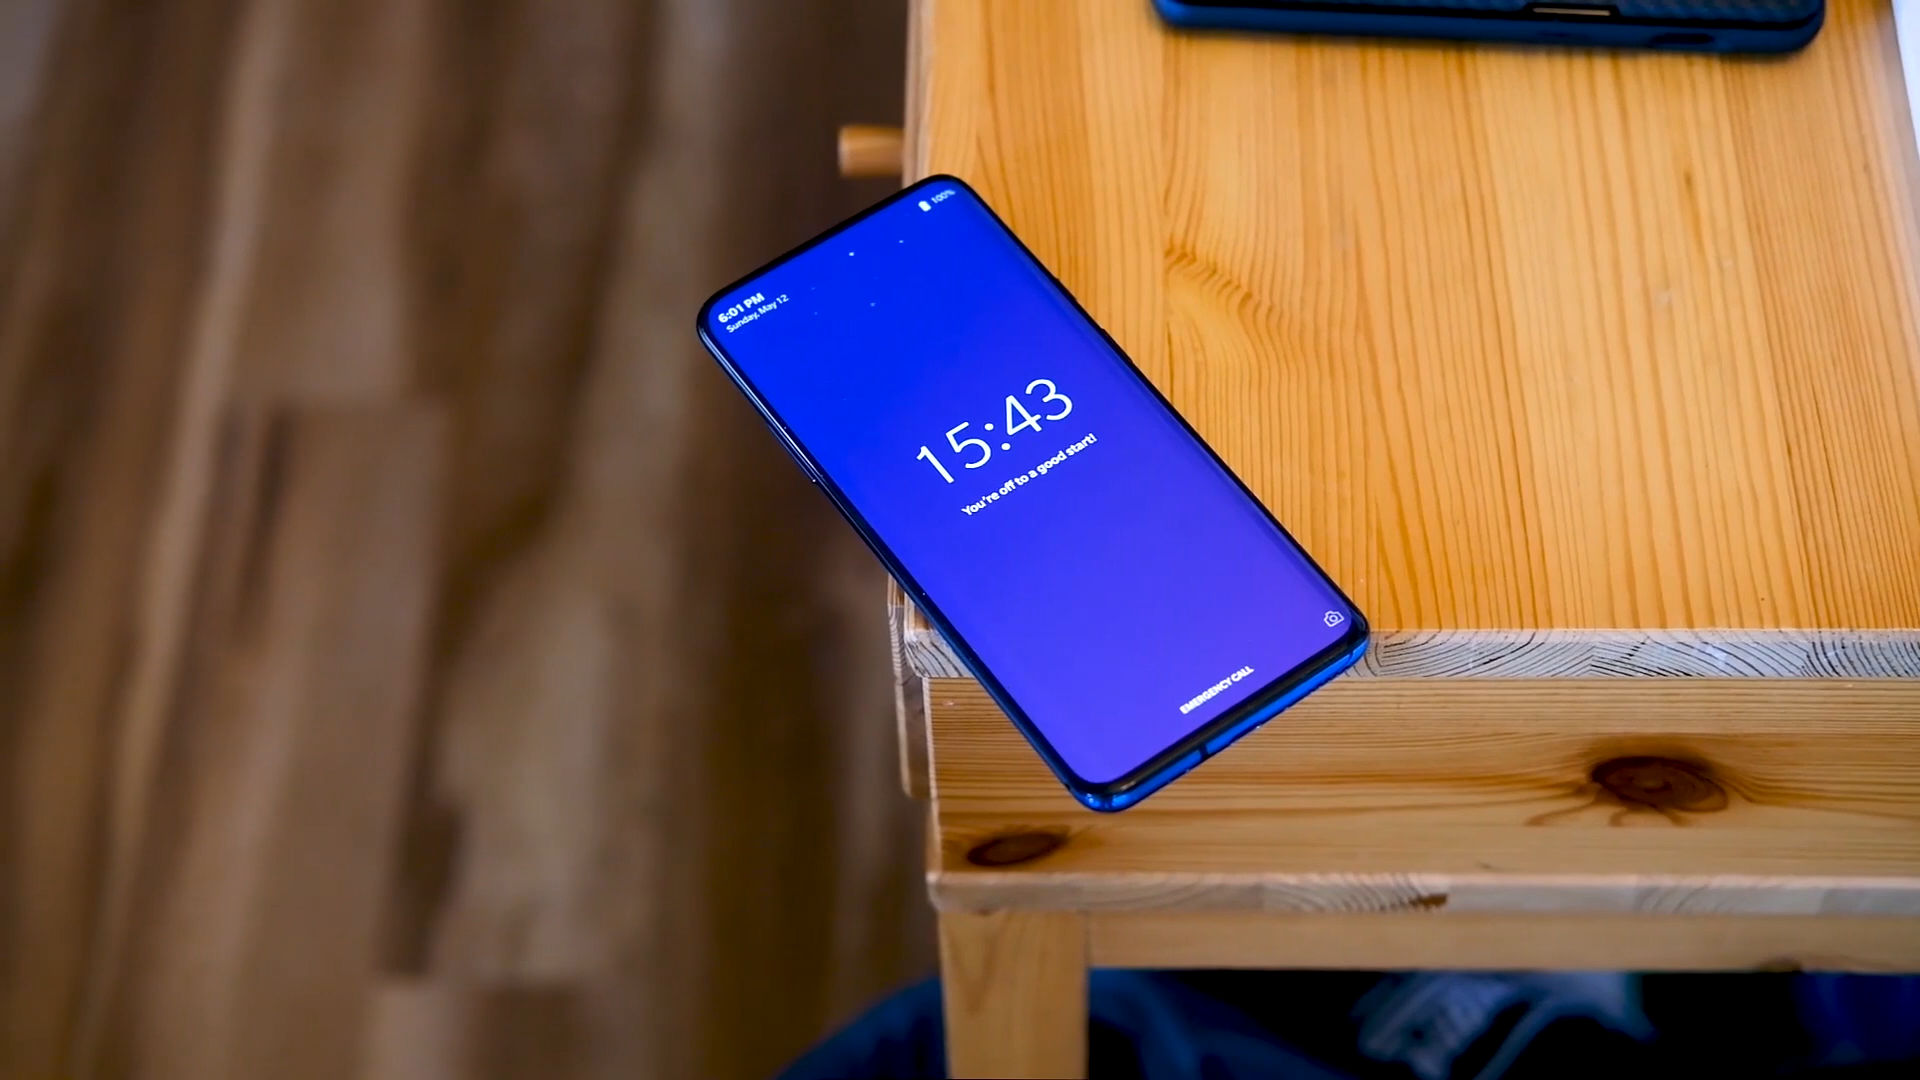 100%
6:01 PM
Sunday, May 12
15:43
You're off to a good start!
EMERGENCY CALL